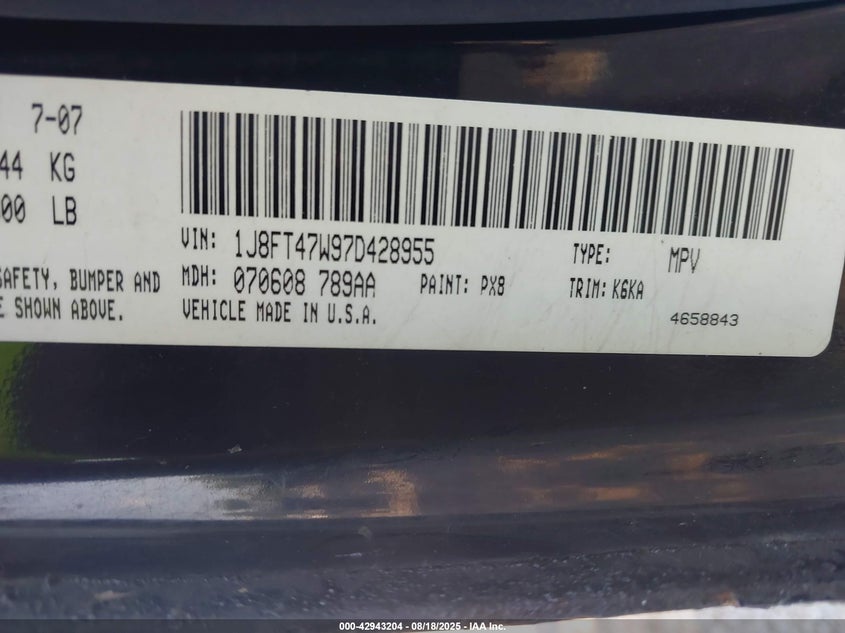 7-07
44 KG
00 LB
VIN: 1J8FT47W97D428955
TYPE: MPV
SAFETY, BUMPER AND
MDH: 070608 789AA
PAINT: PXB
TRIM: K6KA
E SHOWN ABOVE.
VEHICLE MADE IN U.S.A.
4658843
000-42943204 - 08/18/2025 - IAA Inc.